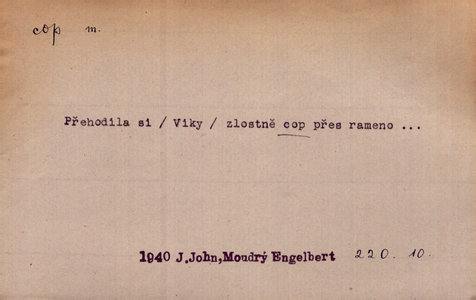 cop m.
Přehodila si / Viky / zlostně cop přes rameno ...
1940 J.John,Moudrý Engelbert 220. 10.